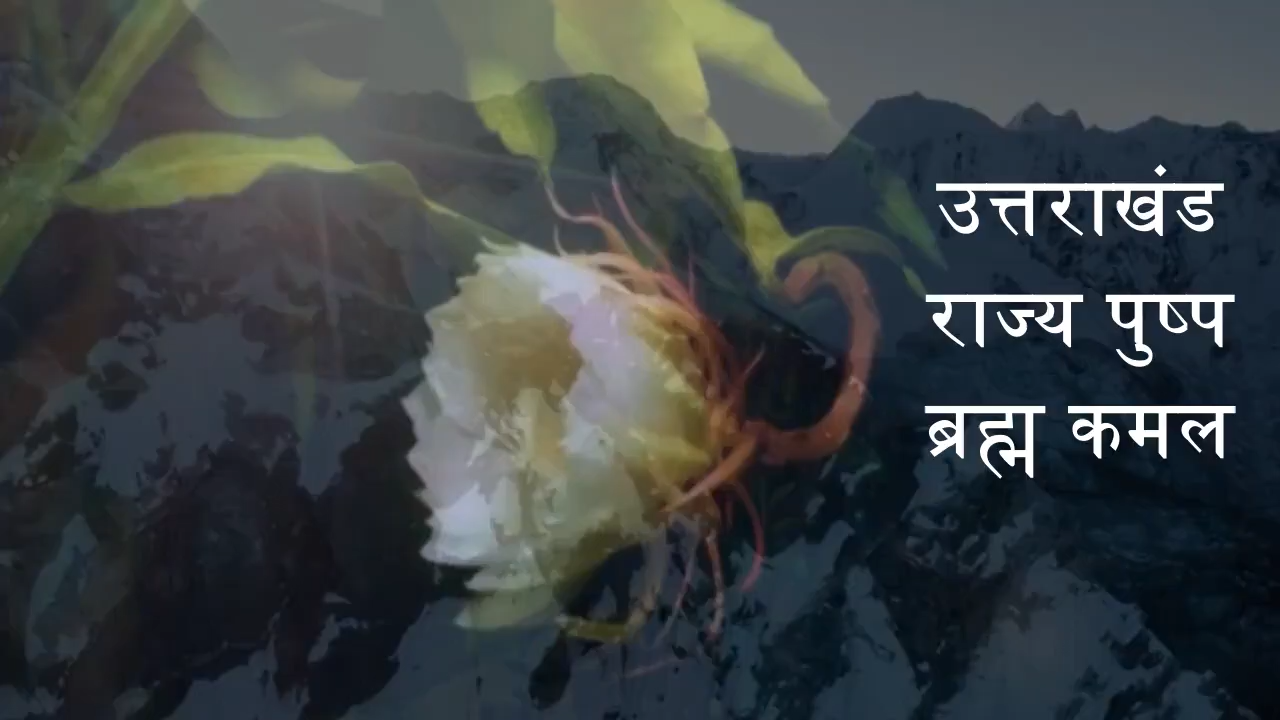 उत्तराखंड
राज्य पुष्प
ब्रह्म कमल